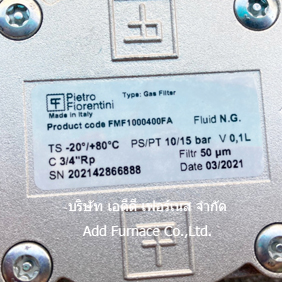 Pietro
Fiorentini
Made in Italy
Type: Gas Filter
Product code FMF1000400FA Fluid N.G.
TS -20°/+80°C PS/PT 10/15 bar V 0,1L
C 3/4"Rp Filtr 50 µm
SN 202142866888 Date 03/2021
บริษัท เอดีดี เฟอร์เนส จำกัด
Add Furnace Co.,Ltd.